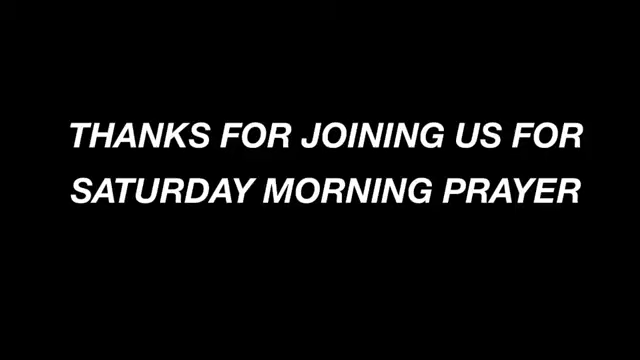 THANKS FOR JOINING US FOR
SATURDAY MORNING PRAYER